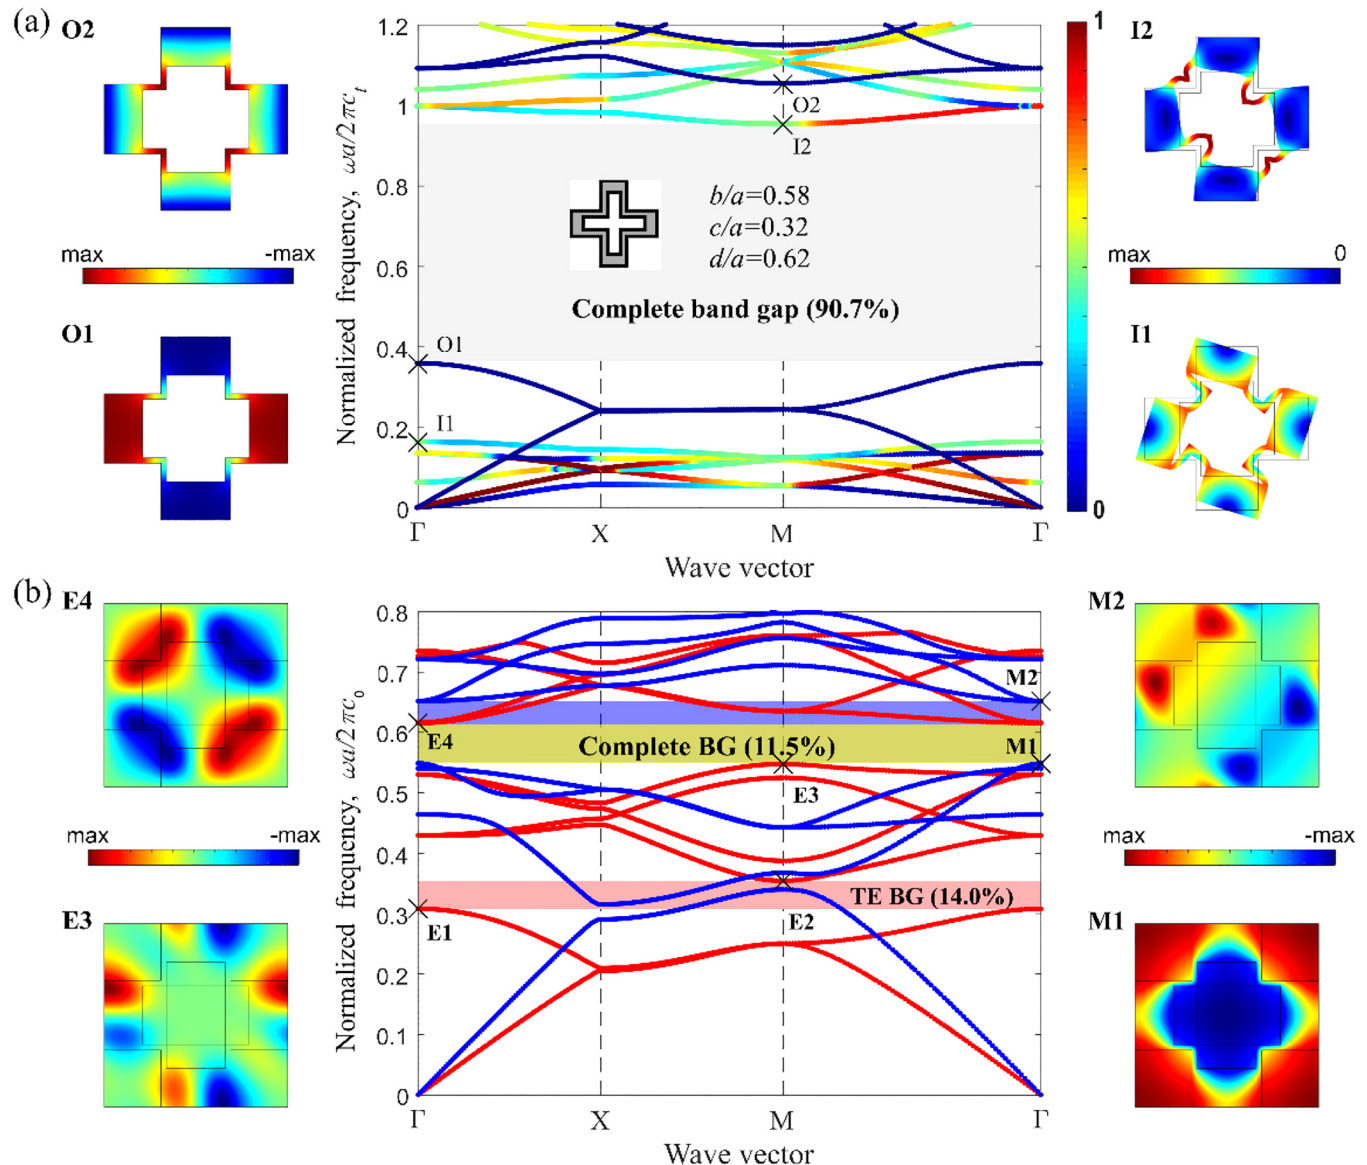 (a)
O2
max
-max
O1
Normalized frequency, ωa/2πc_t
1.2
1
0.8
0.6
0.4
0.2
0
O2
I2
b/a=0.58
c/a=0.32
d/a=0.62
Complete band gap (90.7%)
O1
I1
Γ
X
M
Γ
Wave vector
1
0
I2
max
0
I1
(b)
E4
max
-max
E3
Normalized frequency, ωa/2πc_o
0.8
0.7
0.6
0.5
0.4
0.3
0.2
0.1
0
M2
E4
Complete BG (11.5%)
M1
E3
TE BG (14.0%)
E1
E2
Γ
X
M
Γ
Wave vector
M2
max
-max
M1